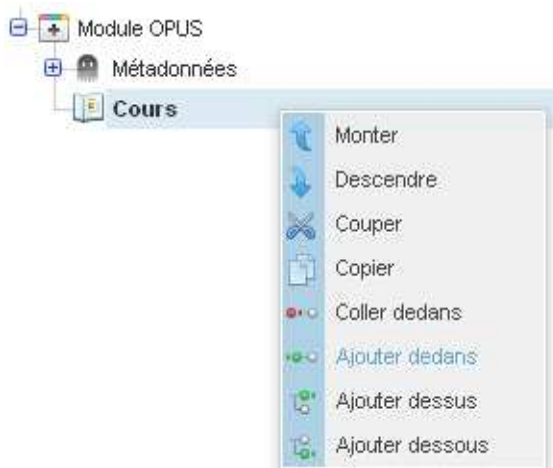 Module OPUS
Métadonnées
Cours
Monter
Descendre
Couper
Copier
Coller dedans
Ajouter dedans
Ajouter dessus
Ajouter dessous